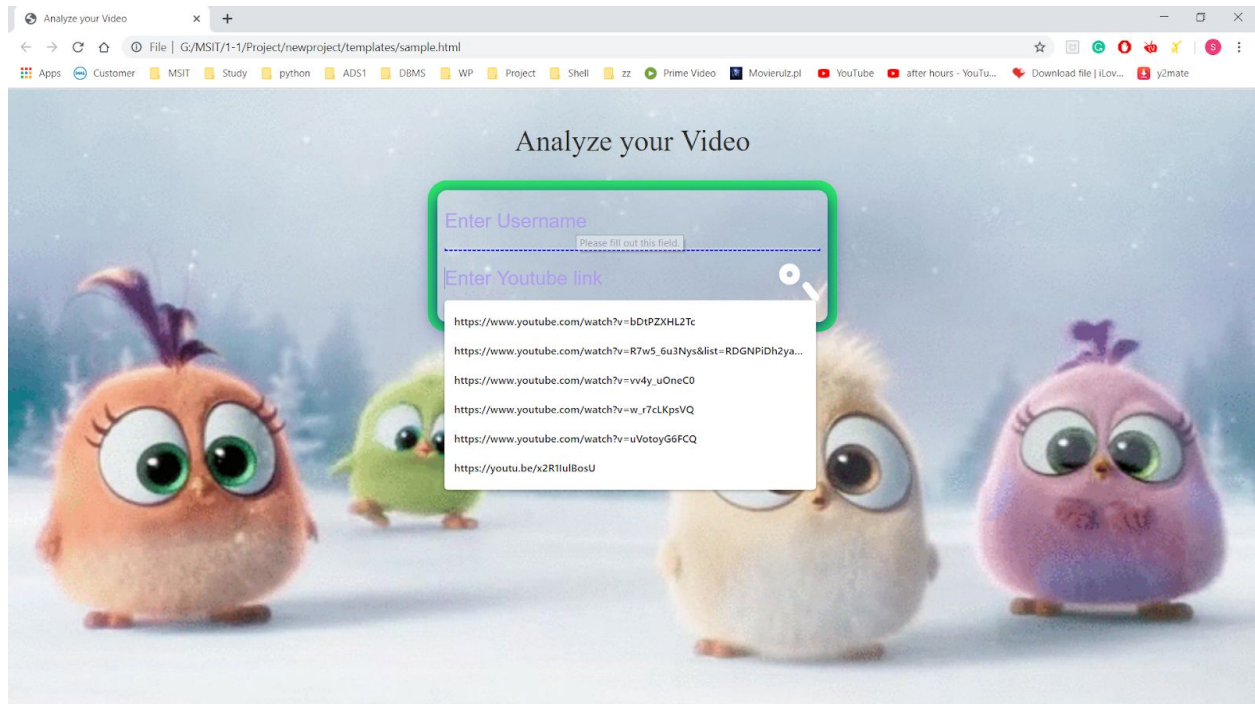 Analyze your Video
File | G:/MSIT/1-1/Project/newproject/templates/sample.html
S
Apps Customer MSIT Study python ADS1 DBMS WP Project Shell zz Prime Video Movierulz.pl YouTube after hours - YouTu... Download file | iLov... y2mate
Analyze your Video
Enter Username
Please fill out this field.
Enter Youtube link
https://www.youtube.com/watch?v=bDtPZXHL2Tc
https://www.youtube.com/watch?v=R7w5_6u3Nys&list=RDGNPiDh2ya...
https://www.youtube.com/watch?v=vv4y_uOneC0
https://www.youtube.com/watch?v=w_r7cLKpsVQ
https://www.youtube.com/watch?v=uVotoyG6FCQ
https://youtu.be/x2R1IulBosU